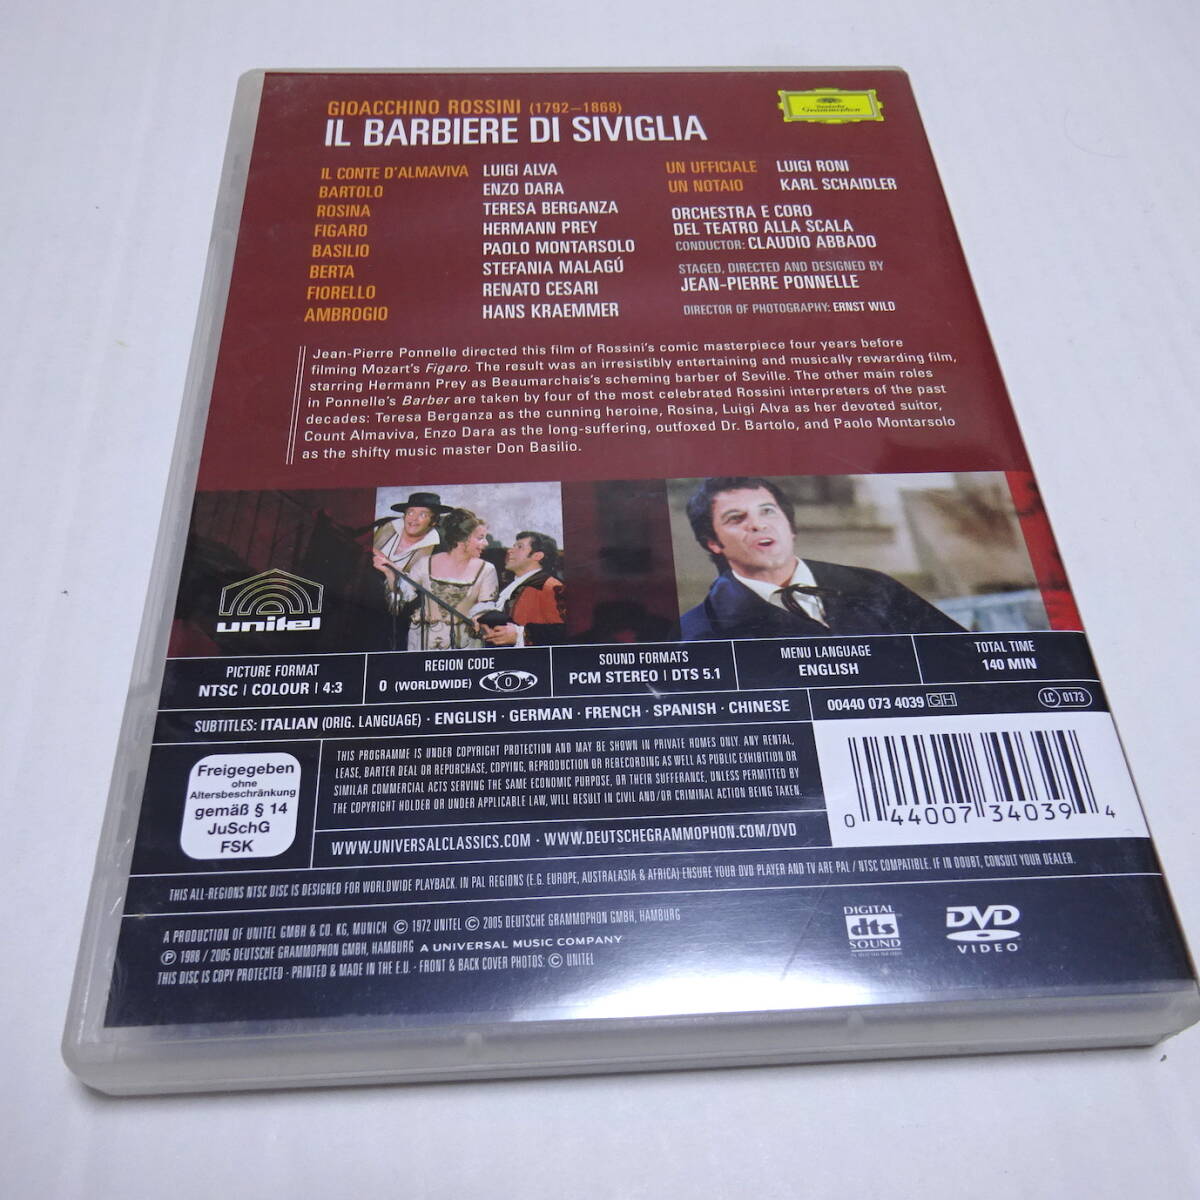 GIOACCHINO ROSSINI (1792–1868)
IL BARBIERE DI SIVIGLIA
Deutsche Grammophon
IL CONTE D'ALMAVIVA LUIGI ALVA
BARTOLO ENZO DARA
ROSINA TERESA BERGANZA
FIGARO HERMANN PREY
BASILIO PAOLO MONTARSOLO
BERTA STEFANIA MALAGÚ
FIORELLO RENATO CESARI
AMBROGIO HANS KRAEMMER
UN UFFICIALE LUIGI RONI
UN NOTAIO KARL SCHAIDLER
ORCHESTRA E CORO
DEL TEATRO ALLA SCALA
CONDUCTOR: CLAUDIO ABBADO
STAGED, DIRECTED AND DESIGNED BY
JEAN-PIERRE PONNELLE
DIRECTOR OF PHOTOGRAPHY: ERNST WILD
Jean-Pierre Ponnelle directed this film of Rossini's comic masterpiece four years before
filming Mozart's Figaro. The result was an irresistibly entertaining and musically rewarding film,
starring Hermann Prey as Beaumarchais's scheming barber of Seville. The other main roles
in Ponnelle's Barber are taken by four of the most celebrated Rossini interpreters of the past
decades: Teresa Berganza as the cunning heroine, Rosina, Luigi Alva as her devoted suitor,
Count Almaviva, Enzo Dara as the long-suffering, outfoxed Dr. Bartolo, and Paolo Montarsolo
as the shifty music master Don Basilio.
unitel
PICTURE FORMAT
NTSC | COLOUR | 4:3
REGION CODE
0 (WORLDWIDE) 0
SOUND FORMATS
PCM STEREO | DTS 5.1
MENU LANGUAGE
ENGLISH
TOTAL TIME
140 MIN
SUBTITLES: ITALIAN (ORIG. LANGUAGE) · ENGLISH · GERMAN · FRENCH · SPANISH · CHINESE
00440 073 4039 GH
LC 0173
Freigegeben
ohne
Altersbeschränkung
gemäß § 14
JuSchG
FSK
THIS PROGRAMME IS UNDER COPYRIGHT PROTECTION AND MAY BE SHOWN IN PRIVATE HOMES ONLY. ANY RENTAL,
LEASE, BARTER DEAL OR REPURCHASE, COPYING, REPRODUCTION OR RERECORDING AS WELL AS PUBLIC EXHIBITION OR
SIMILAR COMMERCIAL ACTS SERVING THE SAME ECONOMIC PURPOSE, OR THEIR SUFFERANCE, UNLESS PERMITTED BY
THE COPYRIGHT HOLDER OR UNDER APPLICABLE LAW, WILL RESULT IN CIVIL AND/OR CRIMINAL ACTION BEING TAKEN.
WWW.UNIVERSALCLASSICS.COM · WWW.DEUTSCHEGRAMMOPHON.COM/DVD
0 44007 34039 4
THIS ALL-REGIONS NTSC DISC IS DESIGNED FOR WORLDWIDE PLAYBACK. IN PAL REGIONS (E.G. EUROPE, AUSTRALASIA & AFRICA) ENSURE YOUR DVD PLAYER AND TV ARE PAL / NTSC COMPATIBLE. IF IN DOUBT, CONSULT YOUR DEALER.
A PRODUCTION OF UNITEL GMBH & CO. KG, MUNICH © 1972 UNITEL © 2005 DEUTSCHE GRAMMOPHON GMBH, HAMBURG
℗ 1988 / 2005 DEUTSCHE GRAMMOPHON GMBH, HAMBURG A UNIVERSAL MUSIC COMPANY
THIS DISC IS COPY PROTECTED · PRINTED & MADE IN THE E.U. · FRONT & BACK COVER PHOTOS: © UNITEL
DIGITAL
dts
SOUND
DVD
VIDEO